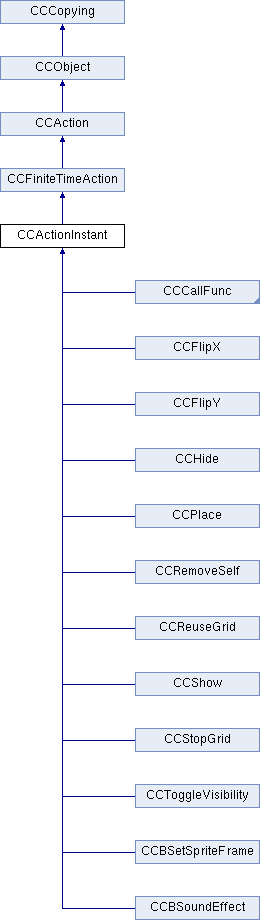 CCCopying
CCObject
CCAction
CCFiniteTimeAction
CCActionInstant
CCCallFunc
CCFlipX
CCFlipY
CCHide
CCPlace
CCRemoveSelf
CCReuseGrid
CCShow
CCStopGrid
CCToggleVisibility
CCBSetSpriteFrame
CCBSoundEffect